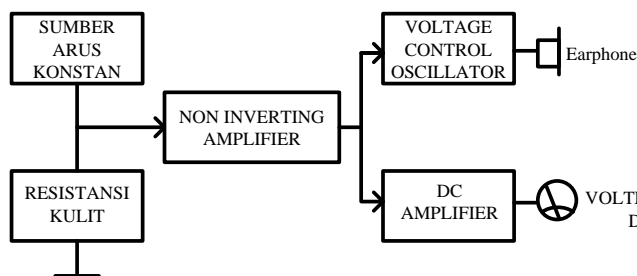 SUMBER
ARUS
KONSTAN
VOLTAGE
CONTROL
OSCILLATOR
Earphone
NON INVERTING
AMPLIFIER
RESISTANSI
KULIT
DC
AMPLIFIER